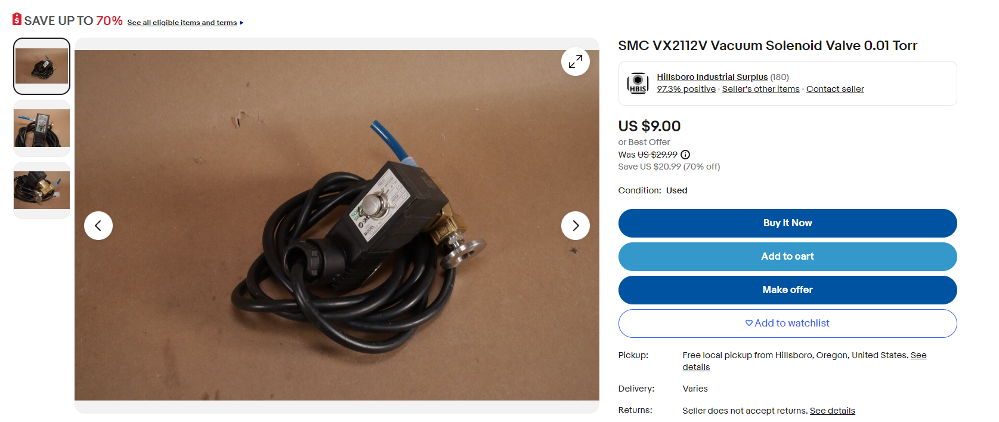 SAVE UP TO 70% See all eligible items and terms
SMC VX2112V Vacuum Solenoid Valve 0.01 Torr
HBIS
Hillsboro Industrial Surplus (180)
97.3% positive · Seller's other items · Contact seller
US $9.00
or Best Offer
Was US $29.99
Save US $20.99 (70% off)
Condition: Used
Buy It Now
Add to cart
Make offer
Add to watchlist
Pickup: Free local pickup from Hillsboro, Oregon, United States. See
details
Delivery: Varies
Returns: Seller does not accept returns. See details
SMC
MODEL